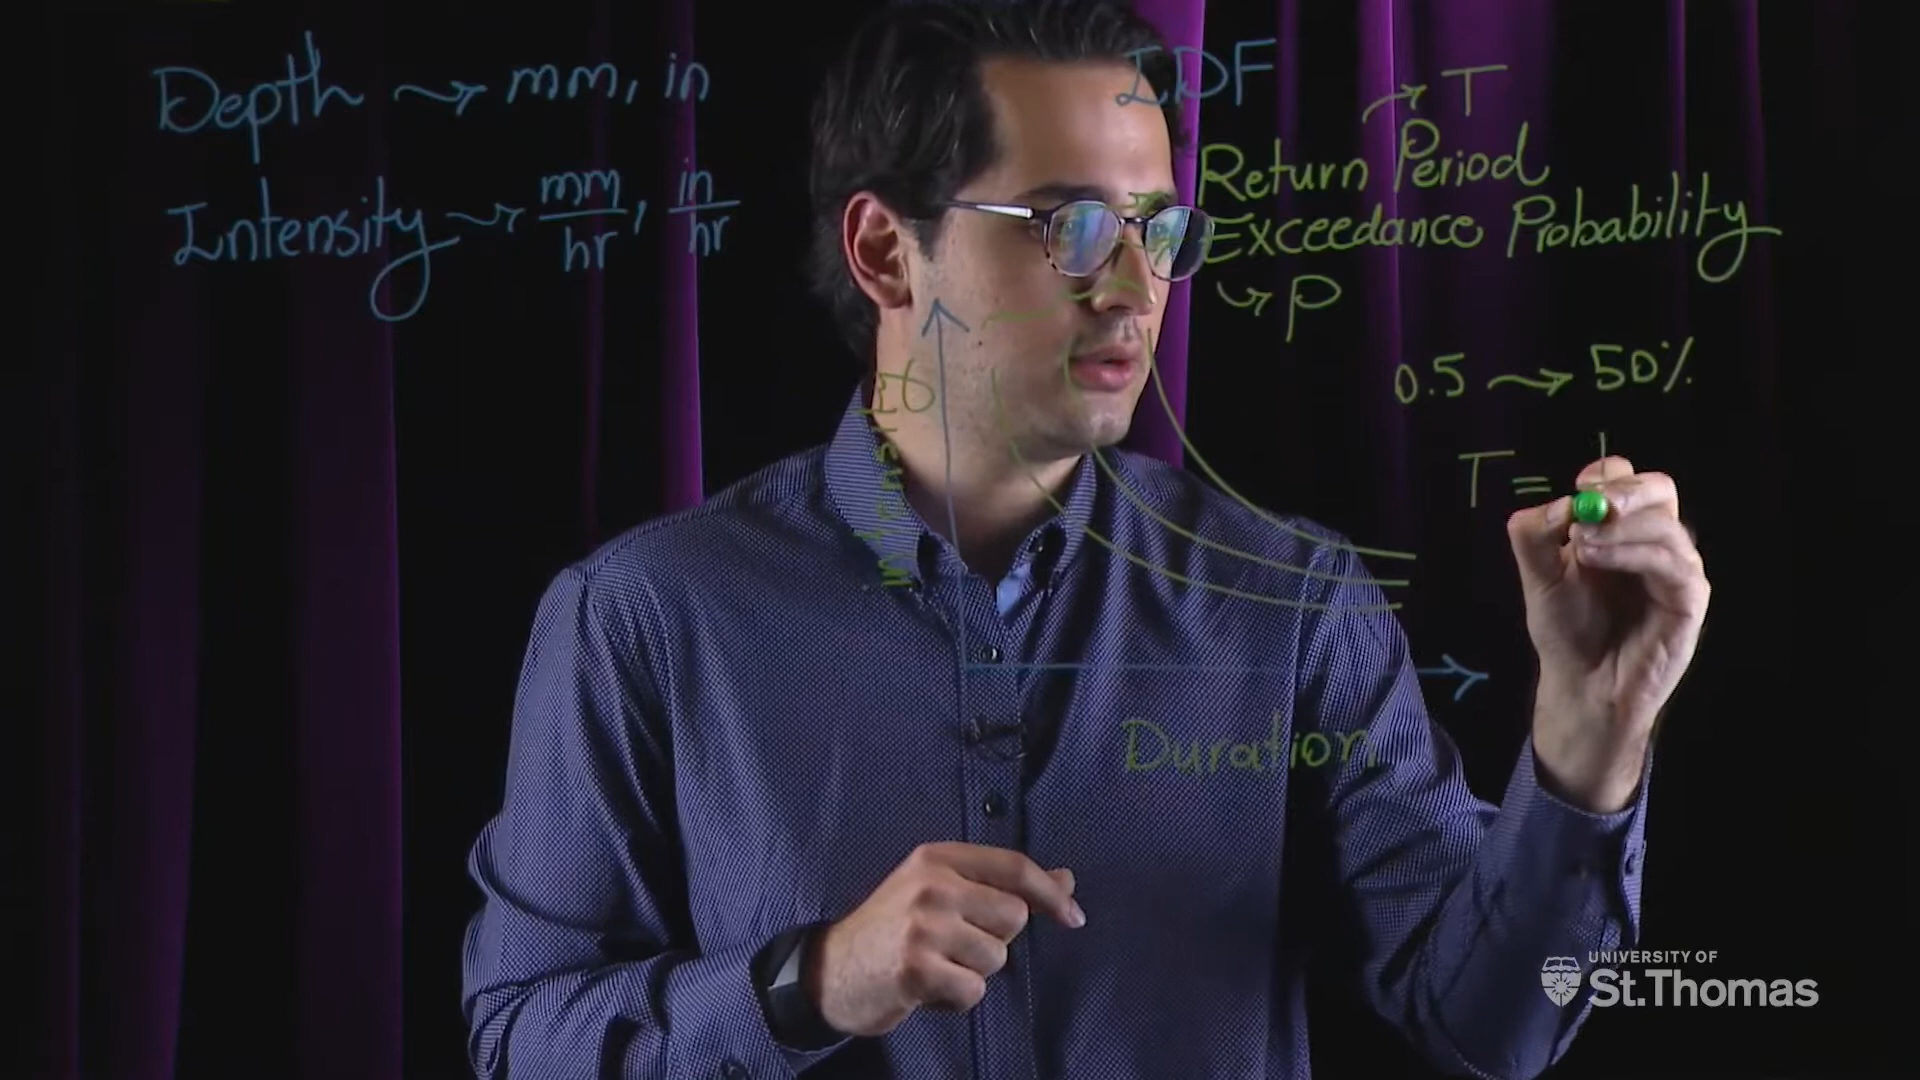 Depth → mm, in
Intensity → mm/hr, in/hr
IDF
→ T
Return Period
Exceedance Probability
→ P
0.5 → 50%
T = 1
Intensity
Duration
UNIVERSITY OF
St.Thomas